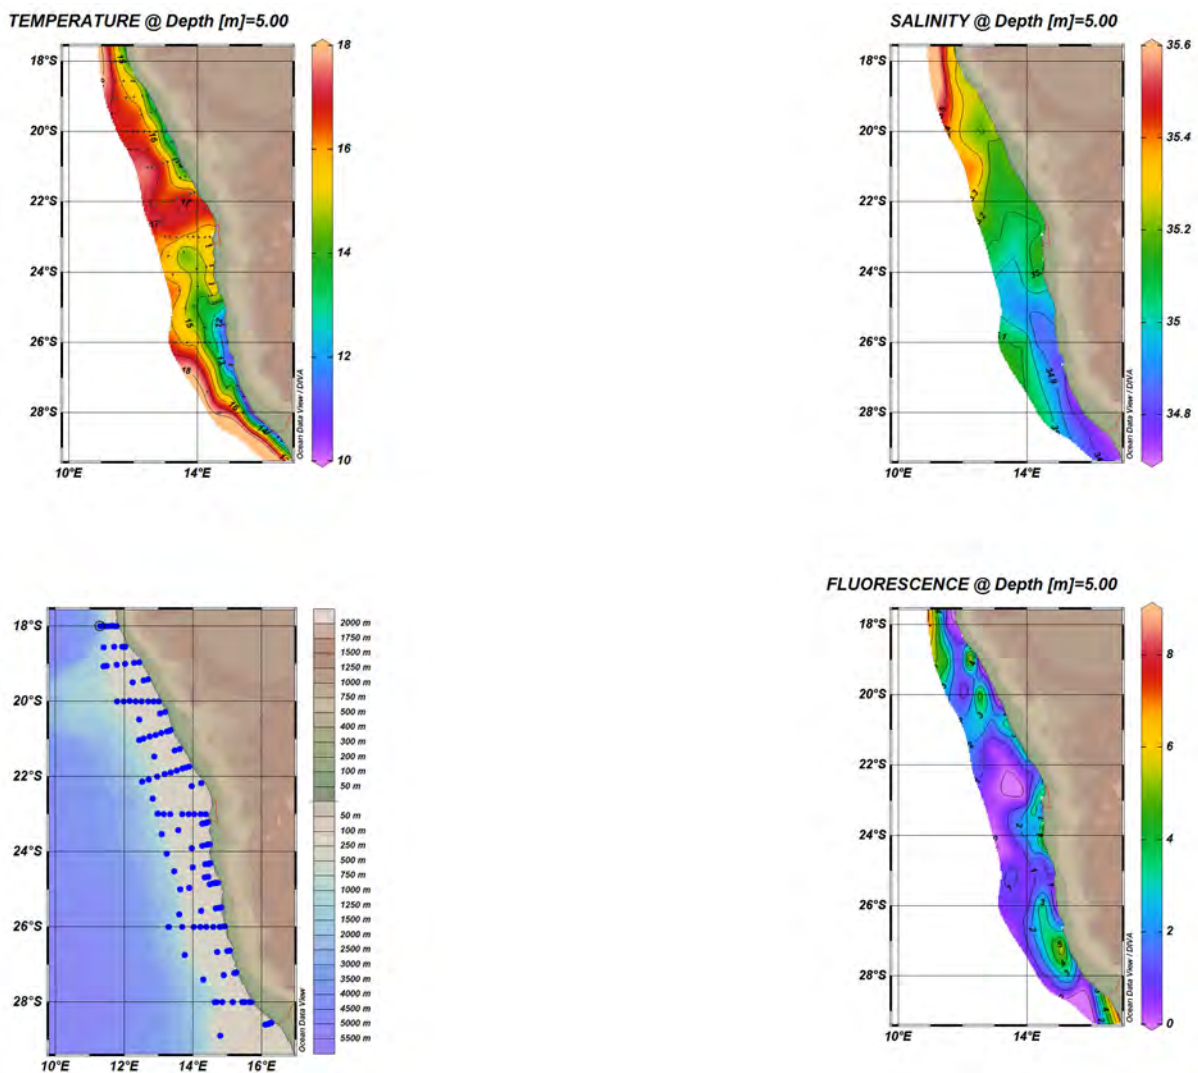 TEMPERATURE @ Depth [m]=5.00
18°S
20°S
22°S
24°S
26°S
28°S
10°E
14°E
18
16
14
12
10
Ocean Data View / DIVA
SALINITY @ Depth [m]=5.00
18°S
20°S
22°S
24°S
26°S
28°S
10°E
14°E
35.6
35.4
35.2
35
34.8
Ocean Data View / DIVA
18°S
20°S
22°S
24°S
26°S
28°S
10°E
12°E
14°E
16°E
2000 m
1750 m
1500 m
1250 m
1000 m
750 m
500 m
400 m
300 m
200 m
100 m
50 m
50 m
100 m
250 m
500 m
750 m
1000 m
1500 m
2000 m
2500 m
3000 m
3500 m
4000 m
4500 m
5000 m
5500 m
Ocean Data View
FLUORESCENCE @ Depth [m]=5.00
18°S
20°S
22°S
24°S
26°S
28°S
10°E
14°E
8
6
4
2
0
Ocean Data View / DIVA